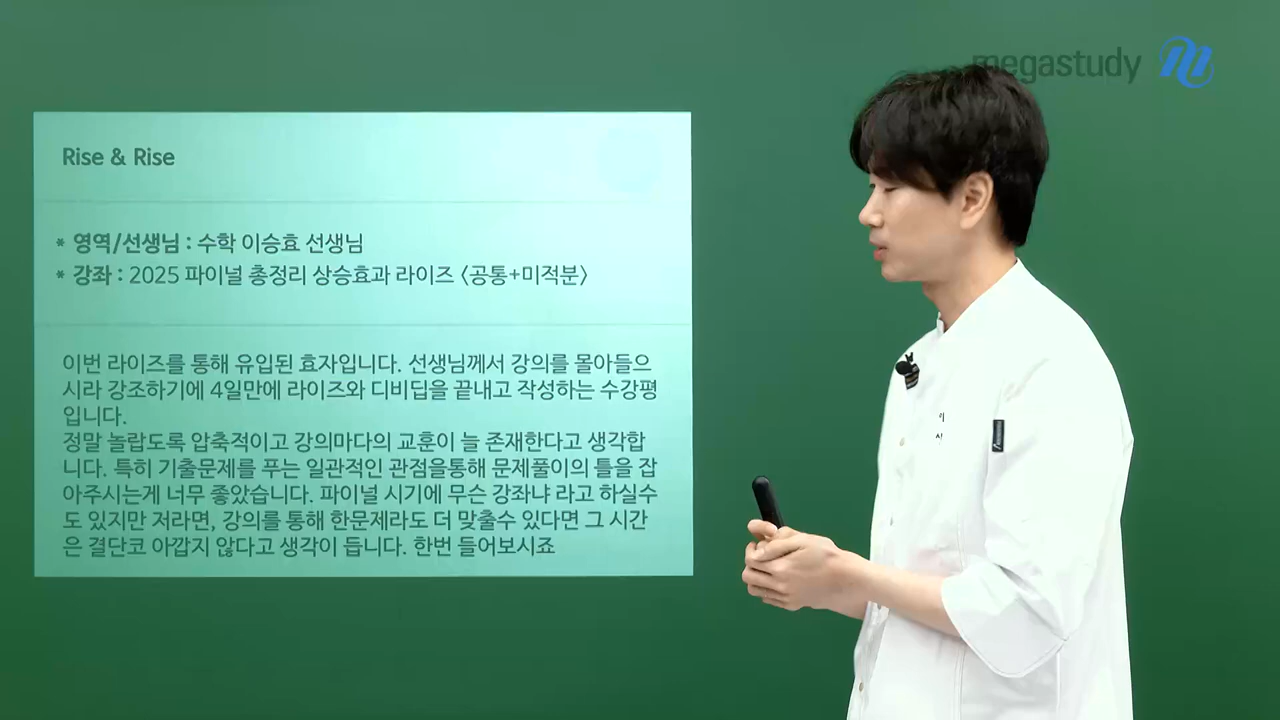 megastudy
Rise & Rise
* 영역/선생님 : 수학 이승효 선생님
* 강좌 : 2025 파이널 총정리 상승효과 라이즈 <공통+미적분>
이번 라이즈를 통해 유입된 효자입니다. 선생님께서 강의를 몰아들으
시라 강조하기에 4일만에 라이즈와 디비딥을 끝내고 작성하는 수강평
입니다.
정말 놀랍도록 압축적이고 강의마다의 교훈이 늘 존재한다고 생각합
니다. 특히 기출문제를 푸는 일관적인 관점을통해 문제풀이의 틀을 잡
아주시는게 너무 좋았습니다. 파이널 시기에 무슨 강좌냐 라고 하실수
도 있지만 저라면, 강의를 통해 한문제라도 더 맞출수 있다면 그 시간
은 결단코 아깝지 않다고 생각이 듭니다. 한번 들어보시죠